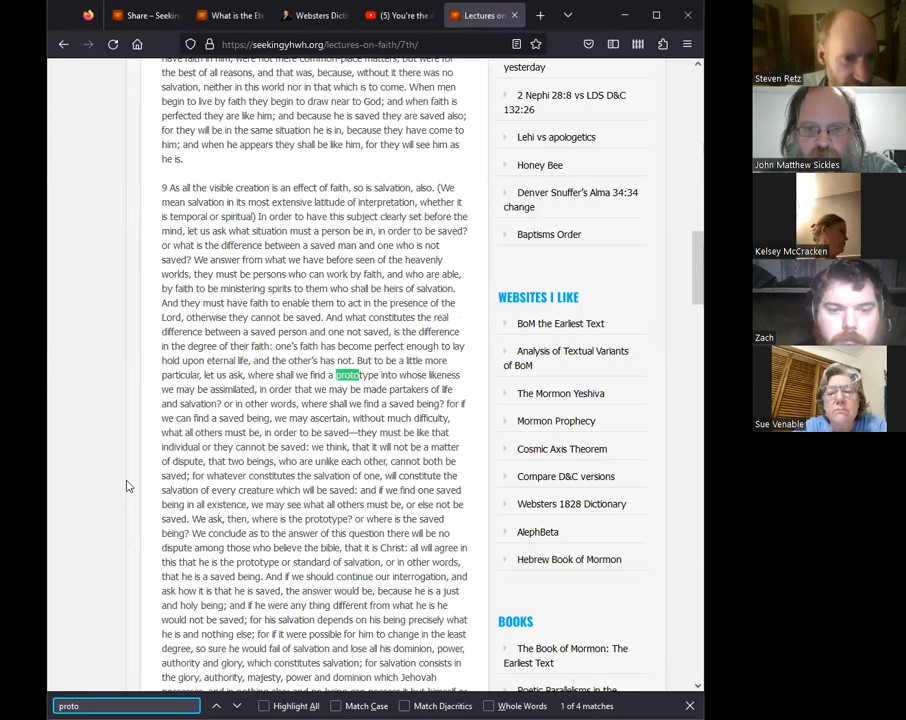 Share – Seeking
What is the Ete
Websters Dictio
(5) You're the A
Lectures on
https://seekingyhwh.org/lectures-on-faith/7th/
have faith in him, were not mere common-place matters, but were for
the best of all reasons, and that was, because, without it there was no
salvation, neither in this world nor in that which is to come. When men
begin to live by faith they begin to draw near to God; and when faith is
perfected they are like him; and because he is saved they are saved also;
for they will be in the same situation he is in, because they have come to
him; and when he appears they shall be like him, for they will see him as
he is.
9 As all the visible creation is an effect of faith, so is salvation, also. (We
mean salvation in its most extensive latitude of interpretation, whether it
is temporal or spiritual) In order to have this subject clearly set before the
mind, let us ask what situation must a person be in, in order to be saved?
or what is the difference between a saved man and one who is not
saved? We answer from what we have before seen of the heavenly
worlds, they must be persons who can work by faith, and who are able,
by faith to be ministering spirits to them who shall be heirs of salvation.
And they must have faith to enable them to act in the presence of the
Lord, otherwise they cannot be saved. And what constitutes the real
difference between a saved person and one not saved, is the difference
in the degree of their faith: one's faith has become perfect enough to lay
hold upon eternal life, and the other's has not. But to be a little more
particular, let us ask, where shall we find a prototype into whose likeness
we may be assimilated, in order that we may be made partakers of life
and salvation? or in other words, where shall we find a saved being? for if
we can find a saved being, we may ascertain, without much difficulty,
what all others must be, in order to be saved—they must be like that
individual or they cannot be saved: we think, that it will not be a matter
of dispute, that two beings, who are unlike each other, cannot both be
saved; for whatever constitutes the salvation of one, will constitute the
salvation of every creature which will be saved: and if we find one saved
being in all existence, we may see what all others must be, or else not be
saved. We ask, then, where is the prototype? or where is the saved
being? We conclude as to the answer of this question there will be no
dispute among those who believe the bible, that it is Christ: all will agree in
this that he is the prototype or standard of salvation, or in other words,
that he is a saved being. And if we should continue our interrogation, and
ask how it is that he is saved, the answer would be, because he is a just
and holy being; and if he were any thing different from what he is he
would not be saved; for his salvation depends on his being precisely what
he is and nothing else; for if it were possible for him to change in the least
degree, so sure he would fail of salvation and lose all his dominion, power,
authority and glory, which constitutes salvation; for salvation consists in
the glory, authority, majesty, power and dominion which Jehovah
possesses, and in nothing else; and no being can possess it but himself or
yesterday
2 Nephi 28:8 vs LDS D&C
132:26
Lehi vs apologetics
Honey Bee
Denver Snuffer's Alma 34:34
change
Baptisms Order
WEBSITES I LIKE
BoM the Earliest Text
Analysis of Textual Variants
of BoM
The Mormon Yeshiva
Mormon Prophecy
Cosmic Axis Theorem
Compare D&C versions
Websters 1828 Dictionary
AlephBeta
Hebrew Book of Mormon
BOOKS
The Book of Mormon: The
Earliest Text
Poetic Parallelisms in the
proto
Highlight All
Match Case
Match Diacritics
Whole Words
1 of 4 matches
Steven Retz
John Matthew Sickles
Kelsey McCracken
Zach
Sue Venable